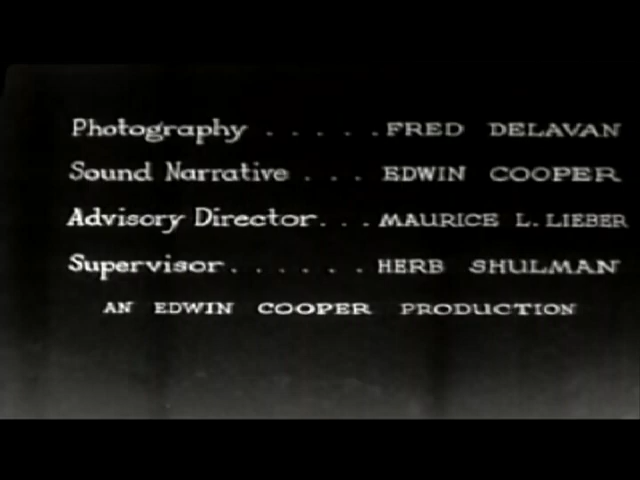 Photography . . . . . FRED DELAVAN
Sound Narrative . . . EDWIN COOPER
Advisory Director . . . MAURICE L. LIEBER
Supervisor . . . . . . HERB SHULMAN
AN EDWIN COOPER PRODUCTION